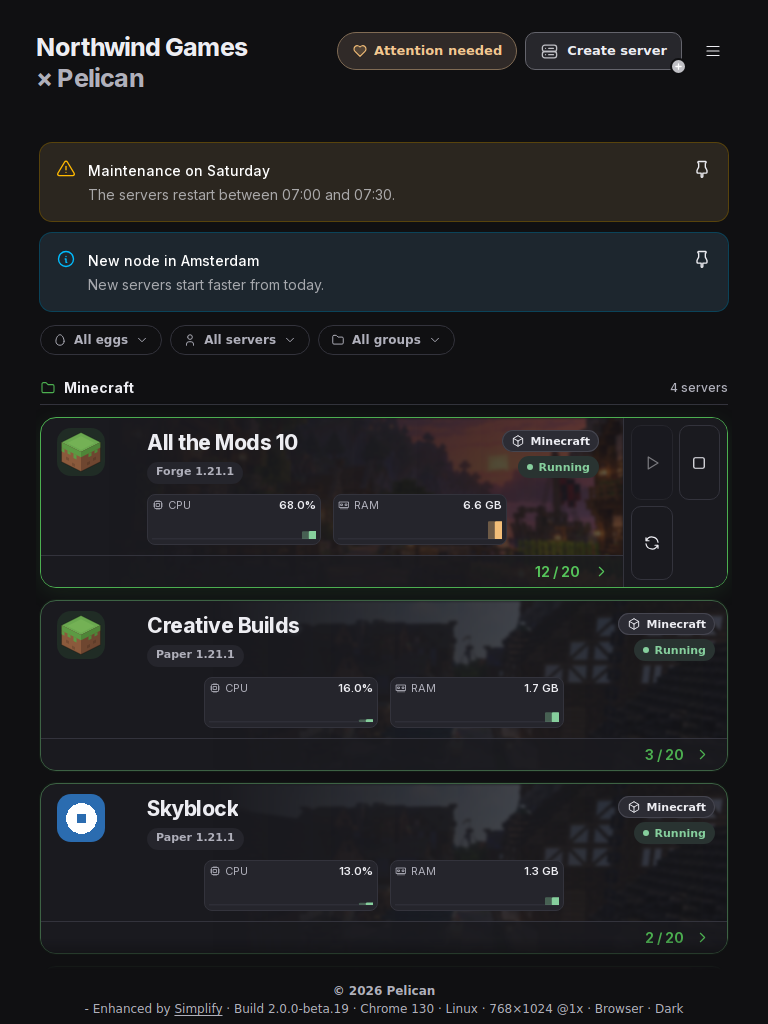 Northwind Games
× Pelican
Attention needed
Create server
Maintenance on Saturday
The servers restart between 07:00 and 07:30.
New node in Amsterdam
New servers start faster from today.
All eggs
All servers
All groups
Minecraft
4 servers
All the Mods 10
Minecraft
Forge 1.21.1
Running
CPU 68.0%
RAM 6.6 GB
12 / 20
Creative Builds
Minecraft
Paper 1.21.1
Running
CPU 16.0%
RAM 1.7 GB
3 / 20
Skyblock
Minecraft
Paper 1.21.1
Running
CPU 13.0%
RAM 1.3 GB
2 / 20
© 2026 Pelican
- Enhanced by Simplify · Build 2.0.0-beta.19 · Chrome 130 · Linux · 768×1024 @1x · Browser · Dark